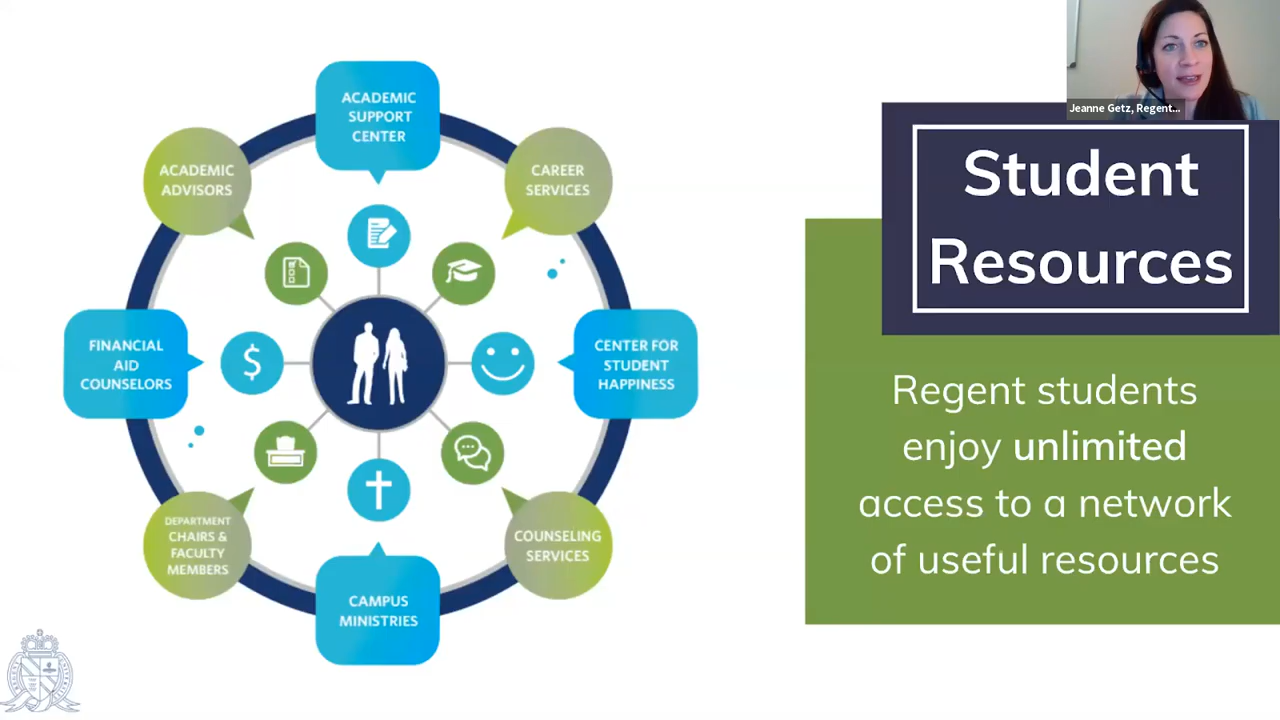 Jeanne Getz, Regent...
Student
Resources
Regent students
enjoy unlimited
access to a network
of useful resources
ACADEMIC
SUPPORT
CENTER
CAREER
SERVICES
CENTER FOR
STUDENT
HAPPINESS
COUNSELING
SERVICES
CAMPUS
MINISTRIES
DEPARTMENT
CHAIRS &
FACULTY
MEMBERS
FINANCIAL
AID
COUNSELORS
ACADEMIC
ADVISORS
$